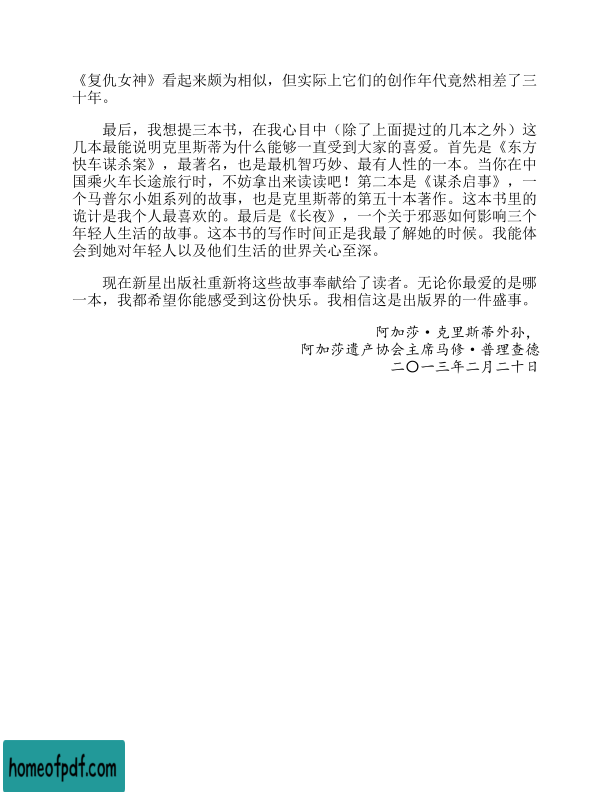 《复仇女神》看起来颇为相似，但实际上它们的创作年代竟然相差了三
十年。
最后，我想提三本书，在我心目中（除了上面提过的几本之外）这
几本最能说明克里斯蒂为什么能够一直受到大家的喜爱。首先是《东方
快车谋杀案》，最著名，也是最机智巧妙、最有人性的一本。当你在中
国乘火车长途旅行时，不妨拿出来读读吧！第二本是《谋杀启事》，一
个马普尔小姐系列的故事，也是克里斯蒂的第五十本著作。这本书里的
诡计是我个人最喜欢的。最后是《长夜》，一个关于邪恶如何影响三个
年轻人生活的故事。这本书的写作时间正是我最了解她的时候。我能体
会到她对年轻人以及他们生活的世界关心至深。
现在新星出版社重新将这些故事奉献给了读者。无论你最爱的是哪
一本，我都希望你能感受到这份快乐。我相信这是出版界的一件盛事。
阿加莎·克里斯蒂外孙，
阿加莎遗产协会主席马修·普理查德
二〇一三年二月二十日
homeofpdf.com